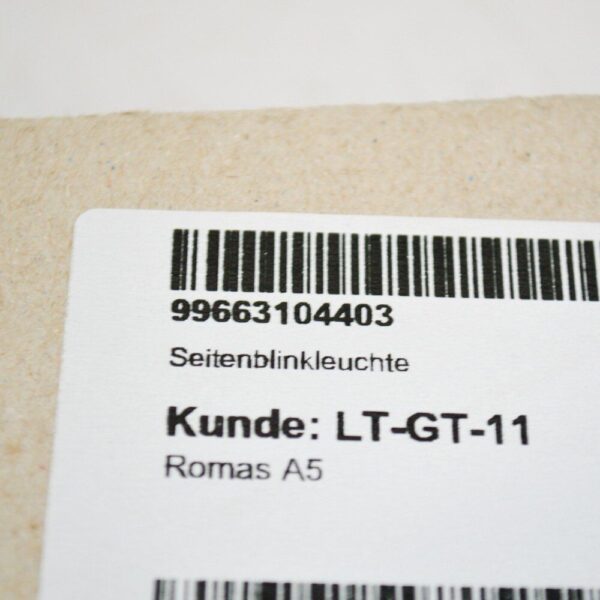 99663104403
Seitenblinkleuchte
Kunde: LT-GT-11
Romas A5